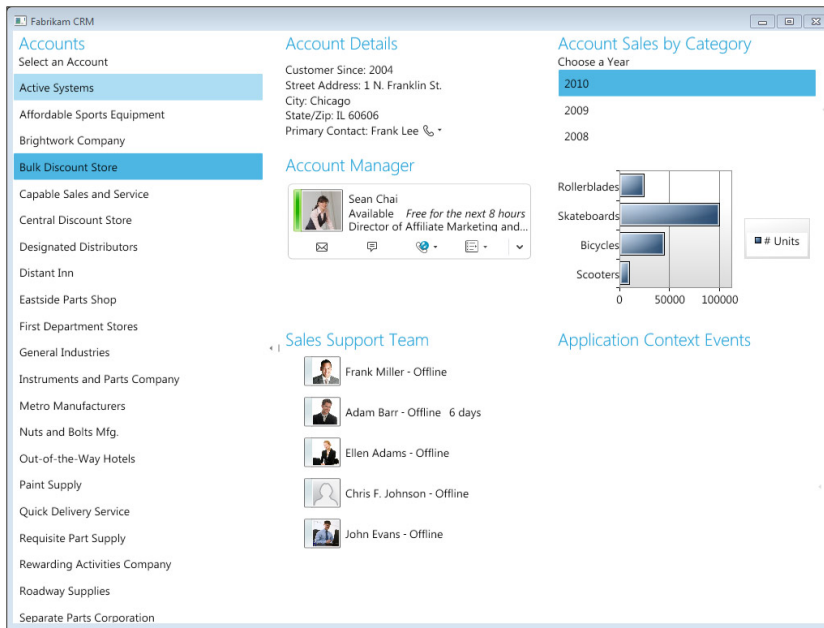 Fabrikam CRM
Accounts
Select an Account
Active Systems
Affordable Sports Equipment
Brightwork Company
Bulk Discount Store
Capable Sales and Service
Central Discount Store
Designated Distributors
Distant Inn
Eastside Parts Shop
First Department Stores
General Industries
Instruments and Parts Company
Metro Manufacturers
Nuts and Bolts Mfg.
Out-of-the-Way Hotels
Paint Supply
Quick Delivery Service
Requisite Part Supply
Rewarding Activities Company
Roadway Supplies
Separate Parts Corporation
Account Details
Customer Since: 2004
Street Address: 1 N. Franklin St.
City: Chicago
State/Zip: IL 60606
Primary Contact: Frank Lee
Account Manager
Sean Chai
Available Free for the next 8 hours
Director of Affiliate Marketing and...
Sales Support Team
Frank Miller - Offline
Adam Barr - Offline 6 days
Ellen Adams - Offline
Chris F. Johnson - Offline
John Evans - Offline
Account Sales by Category
Choose a Year
2010
2009
2008
Rollerblades
Skateboards
Bicycles
Scooters
0 50000 100000
# Units
Application Context Events